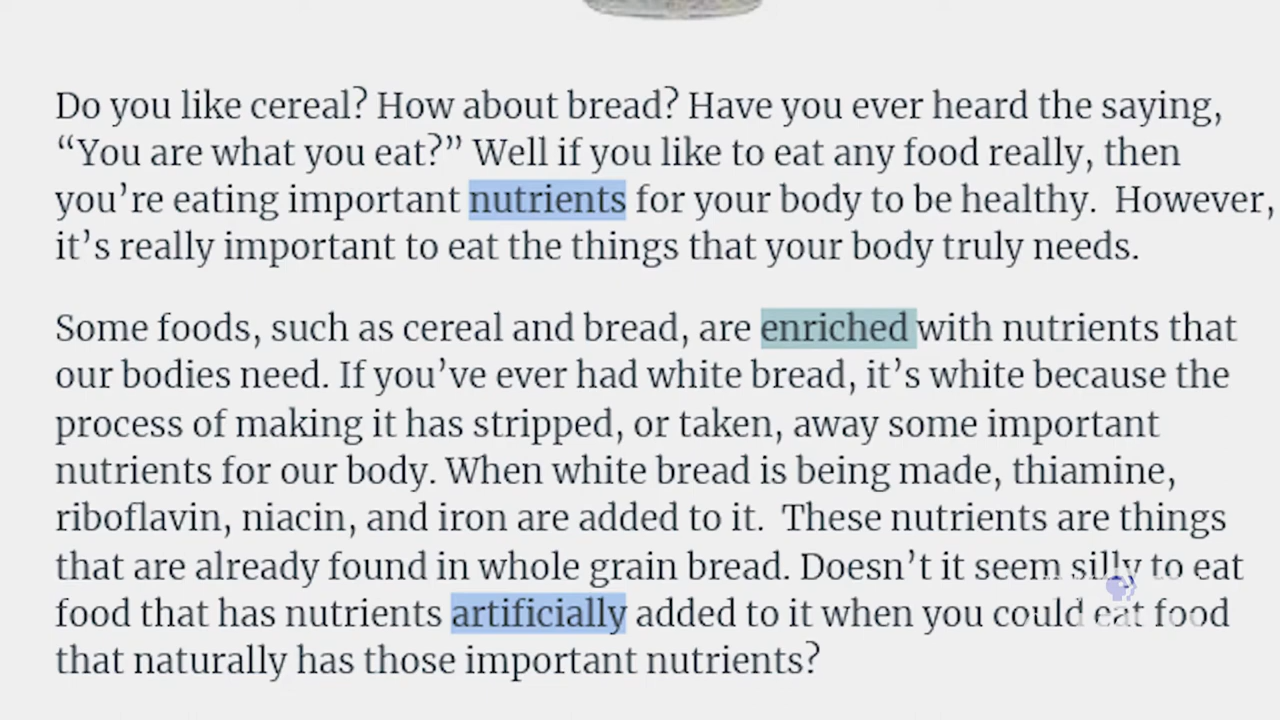 Do you like cereal? How about bread? Have you ever heard the saying,
“You are what you eat?” Well if you like to eat any food really, then
you’re eating important nutrients for your body to be healthy.  However,
it’s really important to eat the things that your body truly needs.
Some foods, such as cereal and bread, are enriched with nutrients that
our bodies need. If you’ve ever had white bread, it’s white because the
process of making it has stripped, or taken, away some important
nutrients for our body. When white bread is being made, thiamine,
riboflavin, niacin, and iron are added to it.  These nutrients are things
that are already found in whole grain bread. Doesn’t it seem silly to eat
food that has nutrients artificially added to it when you could eat food
that naturally has those important nutrients?